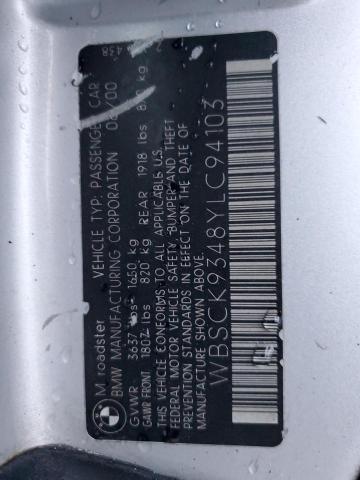 M roadster VEHICLE TYP: PASSENGER CAR
BMW MANUFACTURING CORPORATION
GVWR 3637 lbs 1650 kg
GAWR FRONT 1807 lbs 820 kg REAR 1918 lbs kg
THIS VEHICLE CONFORMS TO ALL APPLICABLE U.S.
FEDERAL MOTOR VEHICLE SAFETY, BUMPER AND THEFT
PREVENTION STANDARDS IN EFFECT ON THE DATE OF
MANUFACTURE SHOWN ABOVE.
WBSCK9348YLC94103